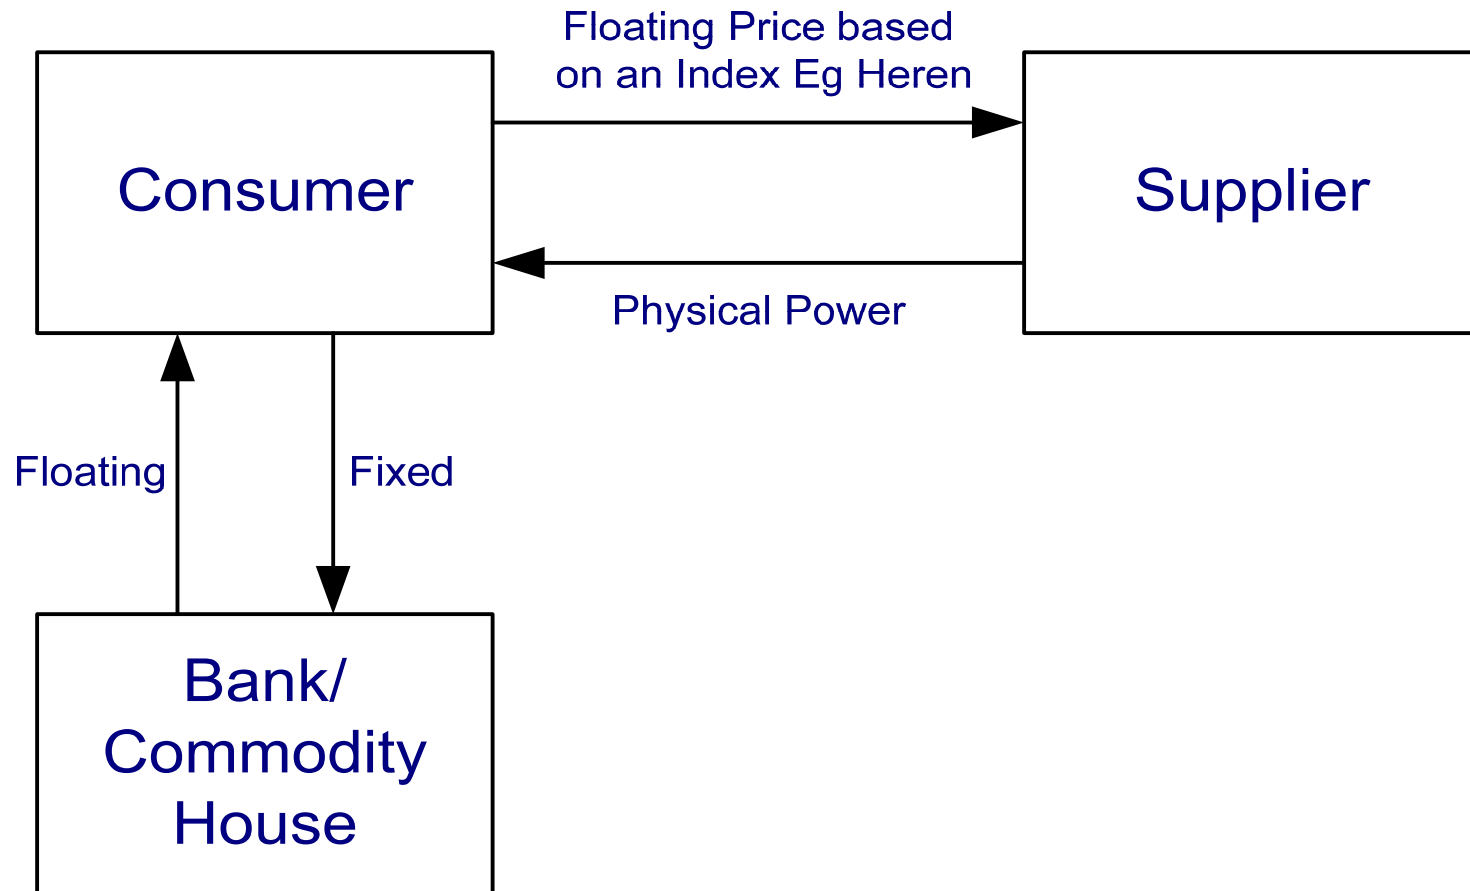 Floating Price based
on an Index Eg Heren
Consumer
Supplier
Physical Power
Floating
Fixed
Bank/
Commodity
House